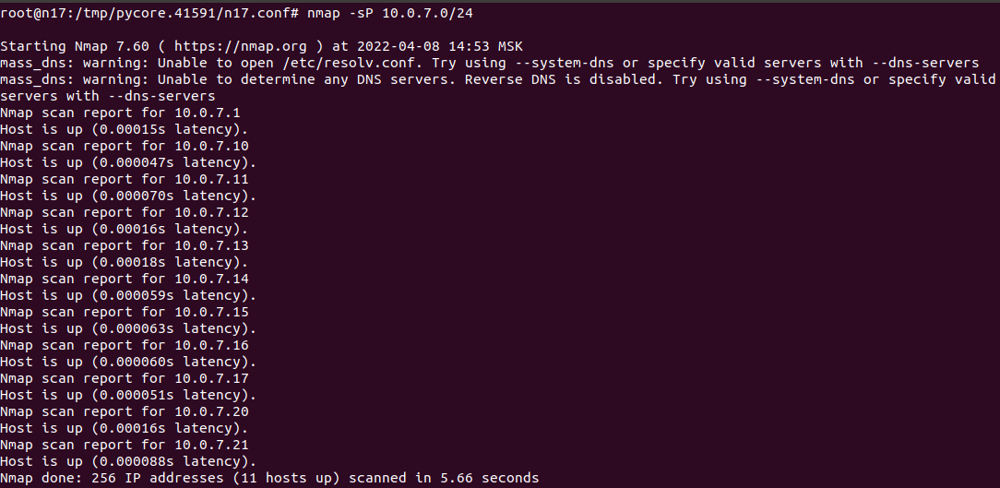 root@n17:/tmp/pycore.41591/n17.conf# nmap -sP 10.0.7.0/24
Starting Nmap 7.60 ( https://nmap.org ) at 2022-04-08 14:53 MSK
mass_dns: warning: Unable to open /etc/resolv.conf. Try using --system-dns or specify valid servers with --dns-servers
mass_dns: warning: Unable to determine any DNS servers. Reverse DNS is disabled. Try using --system-dns or specify valid
servers with --dns-servers
Nmap scan report for 10.0.7.1
Host is up (0.00015s latency).
Nmap scan report for 10.0.7.10
Host is up (0.000047s latency).
Nmap scan report for 10.0.7.11
Host is up (0.000070s latency).
Nmap scan report for 10.0.7.12
Host is up (0.00016s latency).
Nmap scan report for 10.0.7.13
Host is up (0.00018s latency).
Nmap scan report for 10.0.7.14
Host is up (0.000059s latency).
Nmap scan report for 10.0.7.15
Host is up (0.000063s latency).
Nmap scan report for 10.0.7.16
Host is up (0.000060s latency).
Nmap scan report for 10.0.7.17
Host is up (0.000051s latency).
Nmap scan report for 10.0.7.20
Host is up (0.00016s latency).
Nmap scan report for 10.0.7.21
Host is up (0.000088s latency).
Nmap done: 256 IP addresses (11 hosts up) scanned in 5.66 seconds